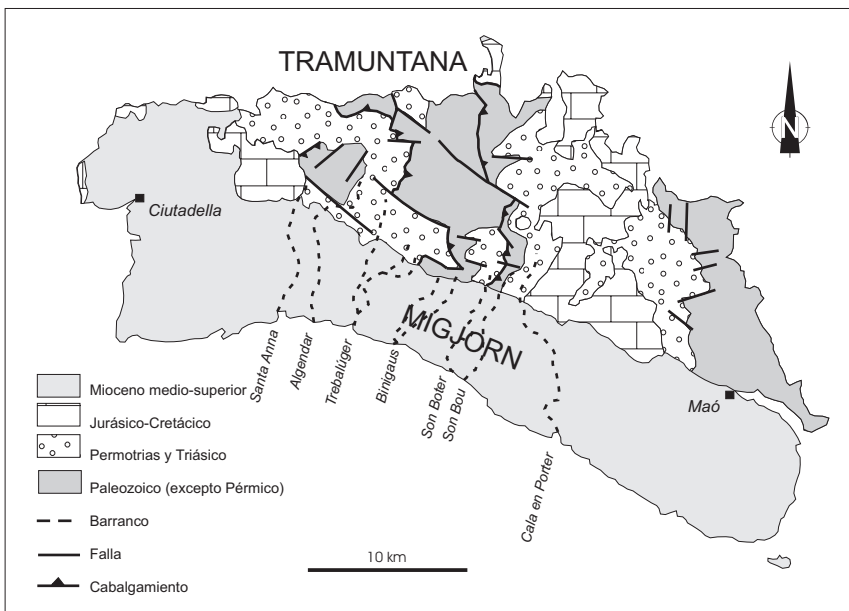 TRAMUNTANA
N
Ciutadella
MIGJORN
Maó
Santa Anna
Algendar
Trebalúger
Binigaus
Son Boter
Son Bou
Cala en Porter
Mioceno medio-superior
Jurásico-Cretácico
Permotrias y Triásico
Paleozoico (excepto Pérmico)
Barranco
Falla
Cabalgamiento
10 km